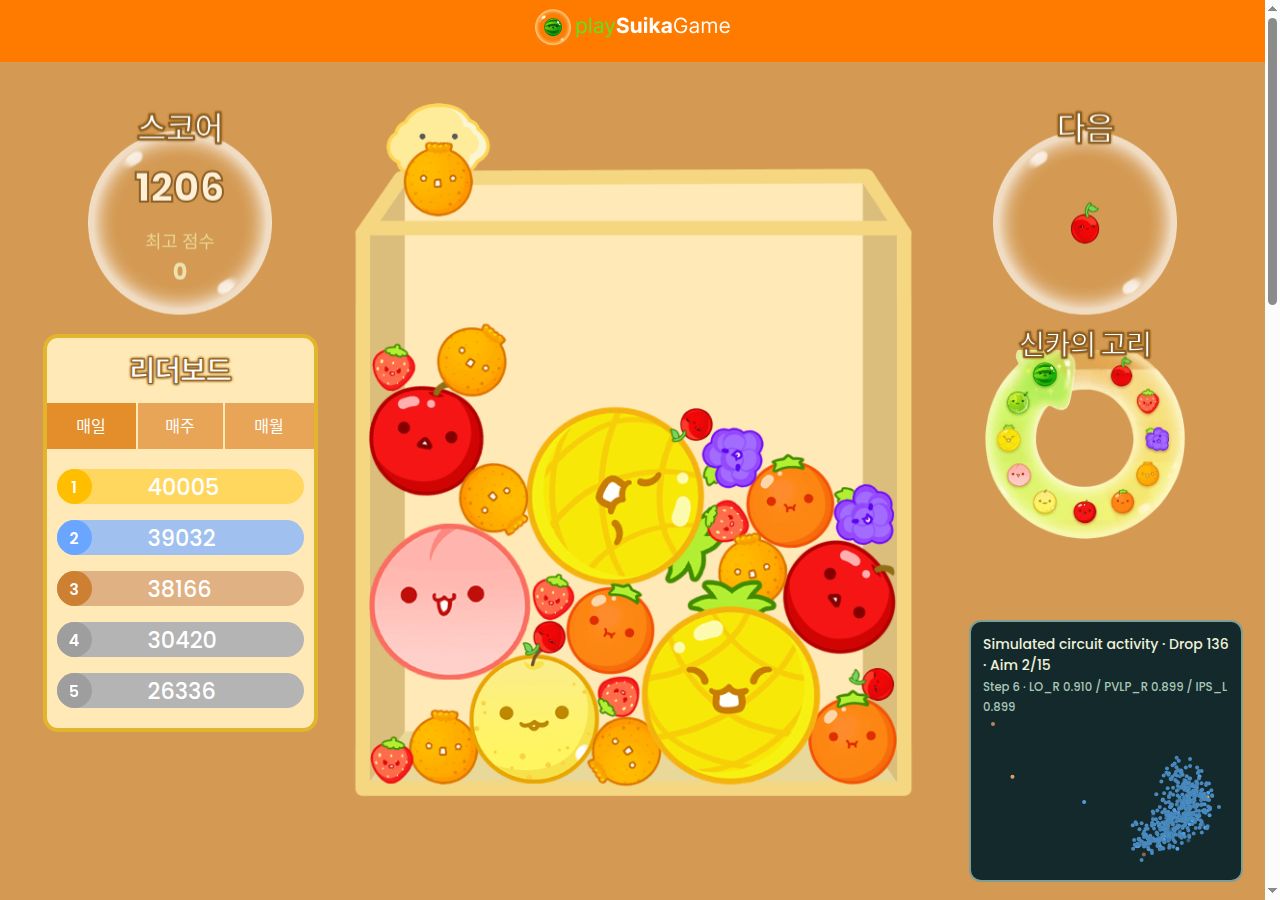 playSuikaGame
스코어
1206
최고 점수
0
리더보드
매일 매주 매월
1 40005
2 39032
3 38166
4 30420
5 26336
다음
신카의 고리
Simulated circuit activity · Drop 136
· Aim 2/15
Step 6 · LO_R 0.910 / PVLP_R 0.899 / IPS_L
0.899